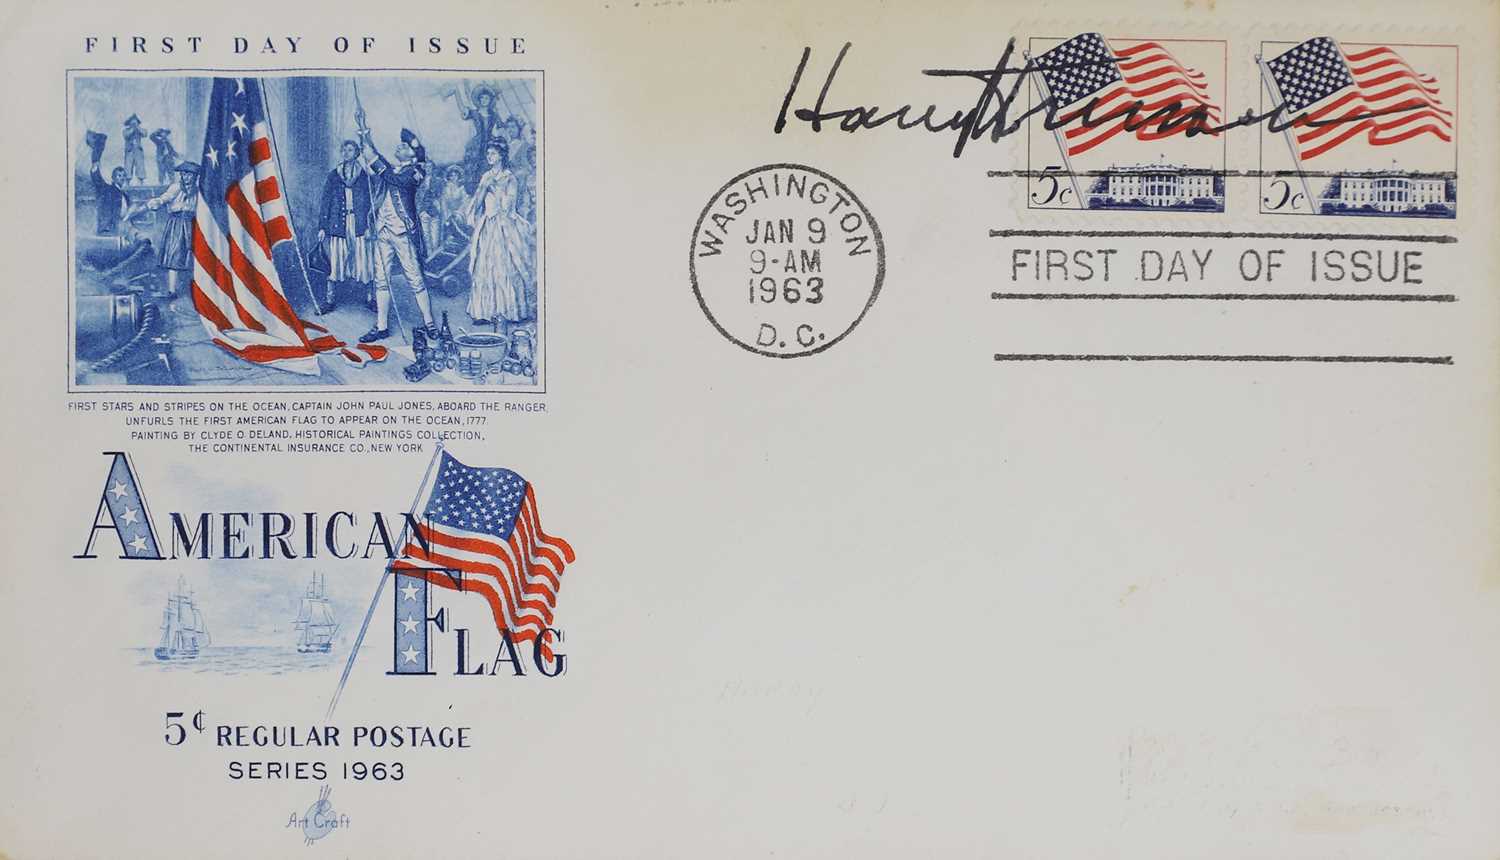 FIRST DAY OF ISSUE
FIRST STARS AND STRIPES ON THE OCEAN, CAPTAIN JOHN PAUL JONES, ABOARD THE RANGER,
UNFURLS THE FIRST AMERICAN FLAG TO APPEAR ON THE OCEAN, 1777.
PAINTING BY CLYDE O. DELAND, HISTORICAL PAINTINGS COLLECTION,
THE CONTINENTAL INSURANCE CO., NEW YORK
AMERICAN
FLAG
5¢ REGULAR POSTAGE
SERIES 1963
Art Craft
Harry Truman
5c
5c
WASHINGTON
JAN 9
9-AM
1963
D. C.
FIRST DAY OF ISSUE